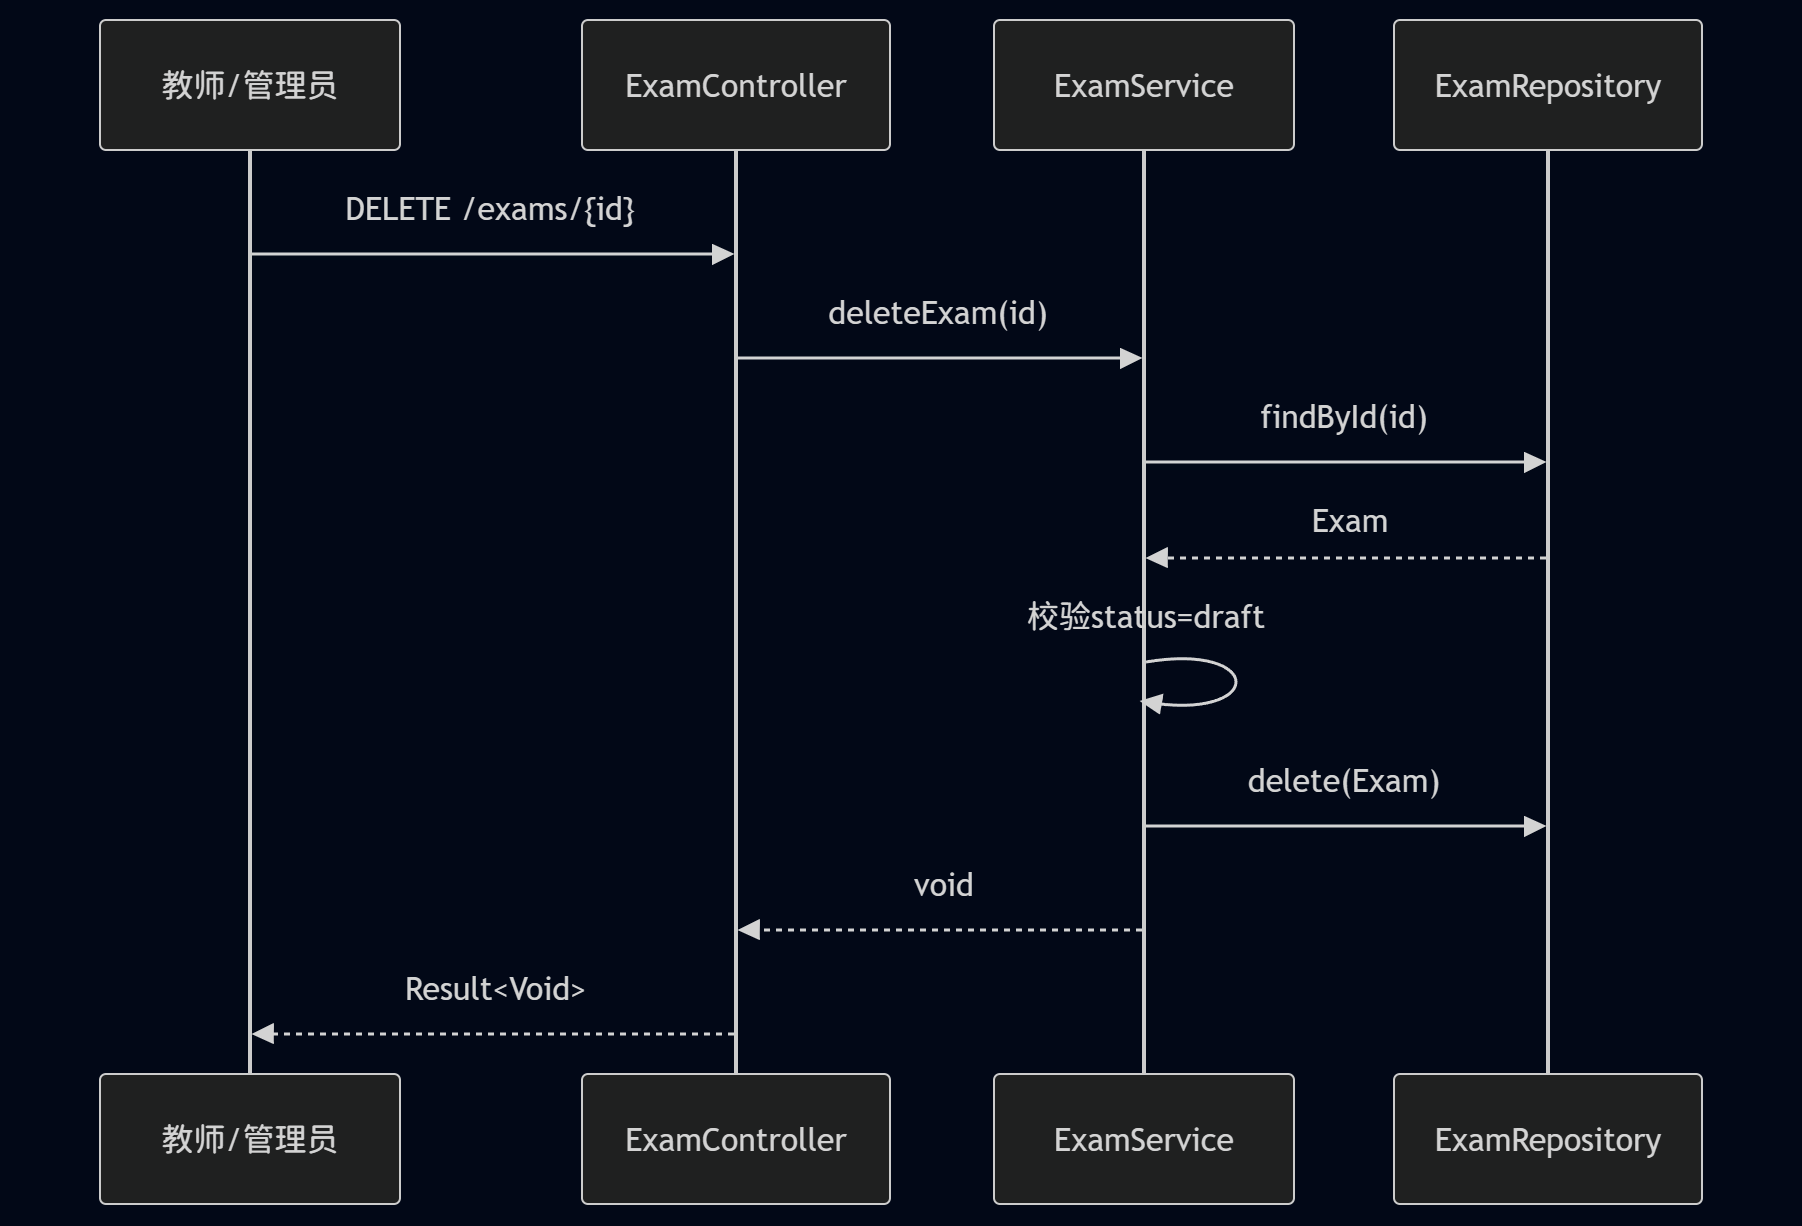 教师/管理员
ExamController
ExamService
ExamRepository
DELETE /exams/{id}
deleteExam(id)
findById(id)
Exam
校验status=draft
delete(Exam)
void
Result<Void>
教师/管理员
ExamController
ExamService
ExamRepository